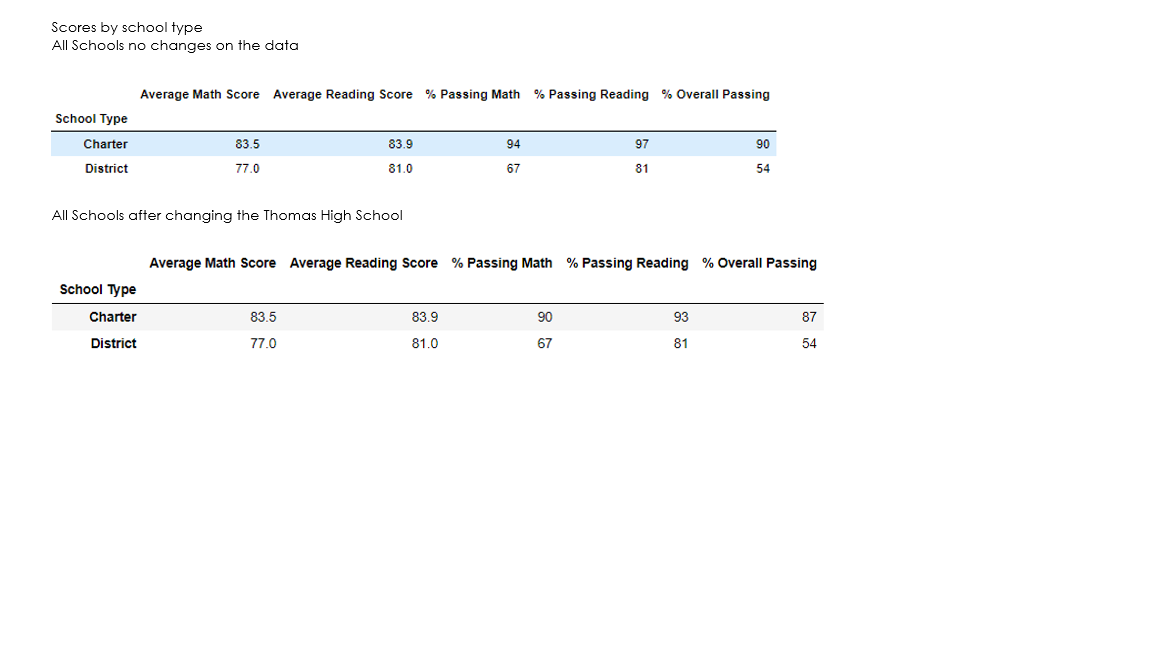 Scores by school type
All Schools no changes on the data
Average Math Score Average Reading Score % Passing Math % Passing Reading % Overall Passing
School Type
Charter 83.5 83.9 94 97 90
District 77.0 81.0 67 81 54
All Schools after changing the Thomas High School
Average Math Score Average Reading Score % Passing Math % Passing Reading % Overall Passing
School Type
Charter 83.5 83.9 90 93 87
District 77.0 81.0 67 81 54